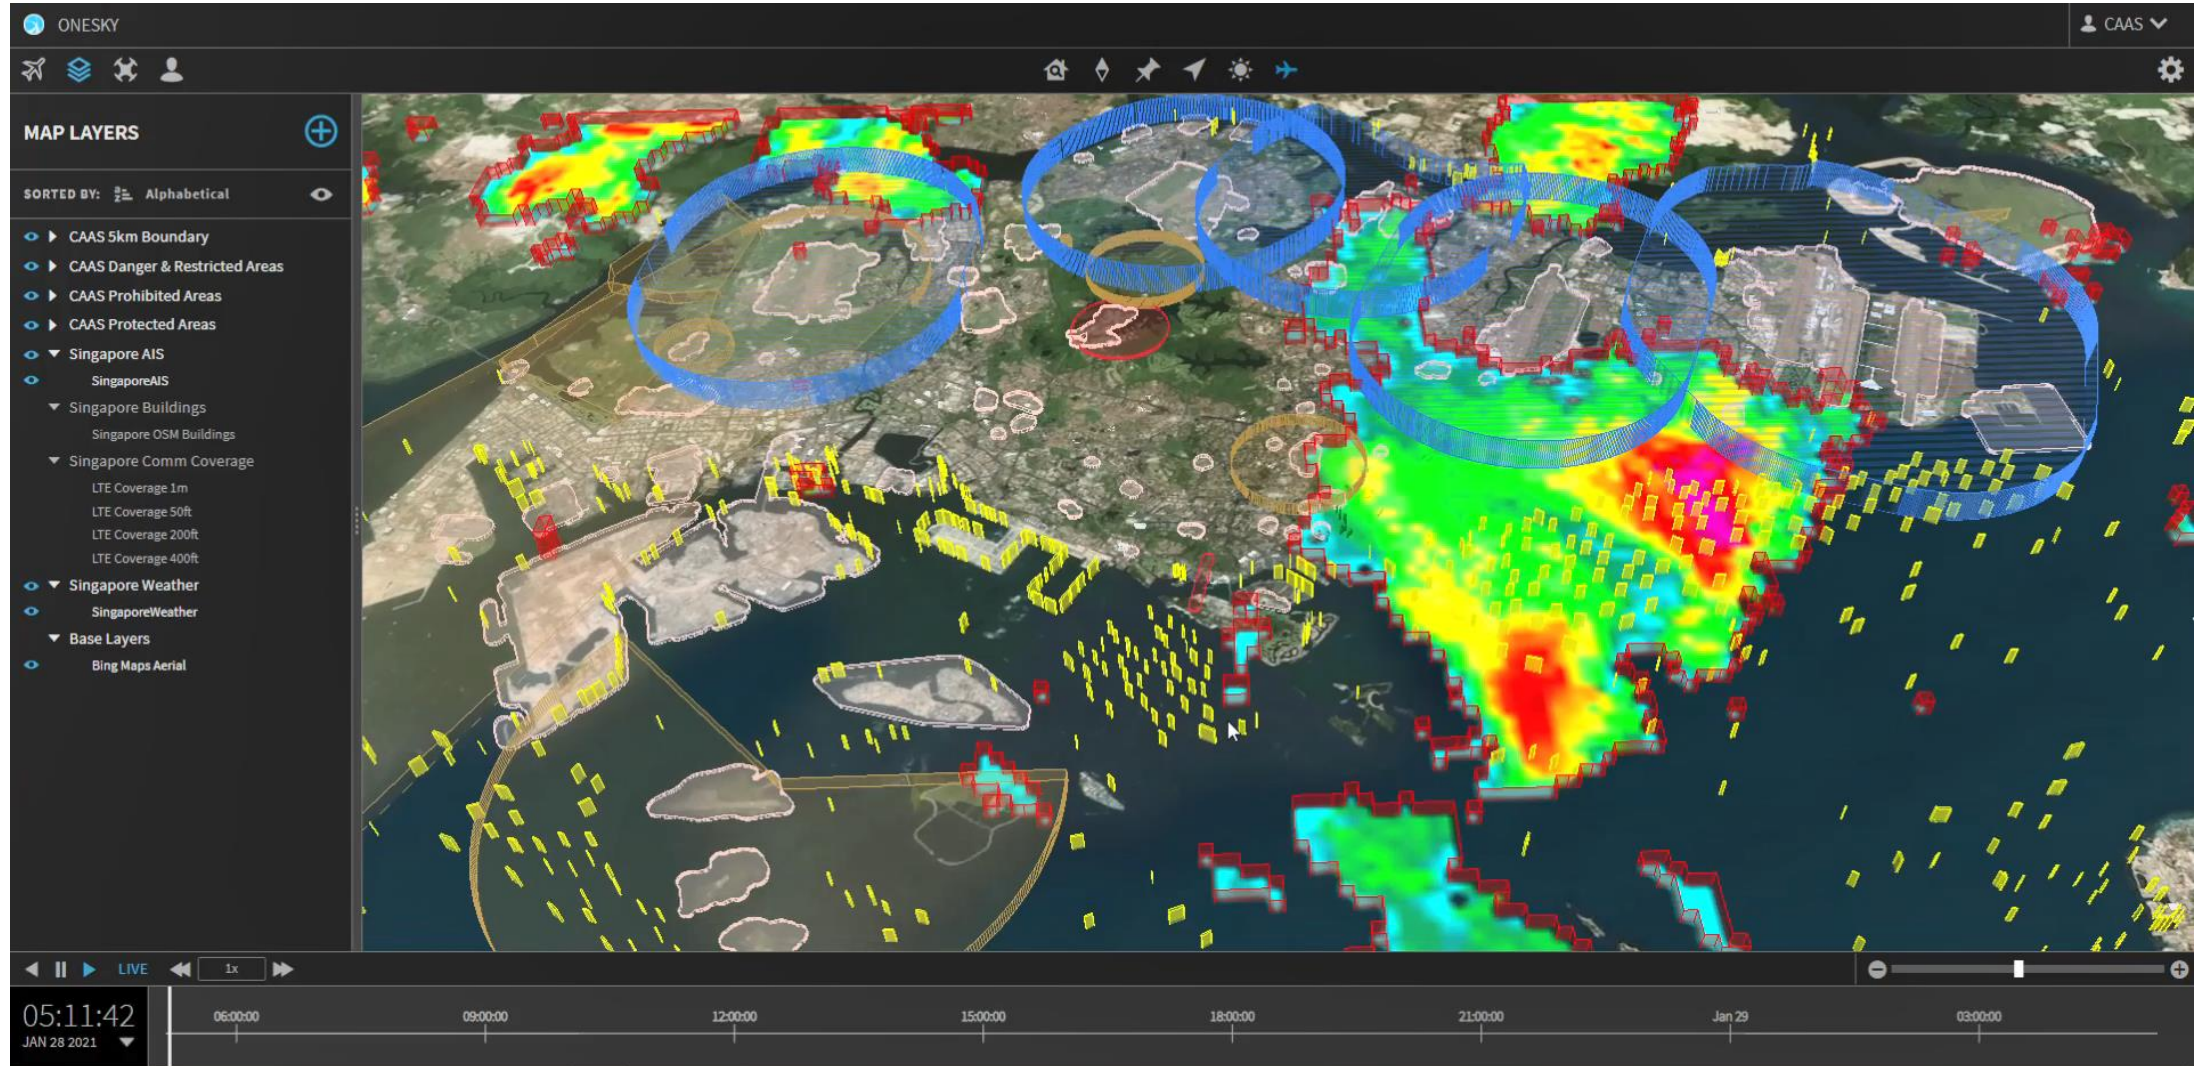 ONESKY
CAAS
MAP LAYERS
SORTED BY: Alphabetical
CAAS 5km Boundary
CAAS Danger & Restricted Areas
CAAS Prohibited Areas
CAAS Protected Areas
Singapore AIS
SingaporeAIS
Singapore Buildings
Singapore OSM Buildings
Singapore Comm Coverage
LTE Coverage 1m
LTE Coverage 50ft
LTE Coverage 200ft
LTE Coverage 400ft
Singapore Weather
SingaporeWeather
Base Layers
Bing Maps Aerial
LIVE 1x
05:11:42
JAN 28 2021
06:00:00 09:00:00 12:00:00 15:00:00 18:00:00 21:00:00 Jan 29 03:00:00